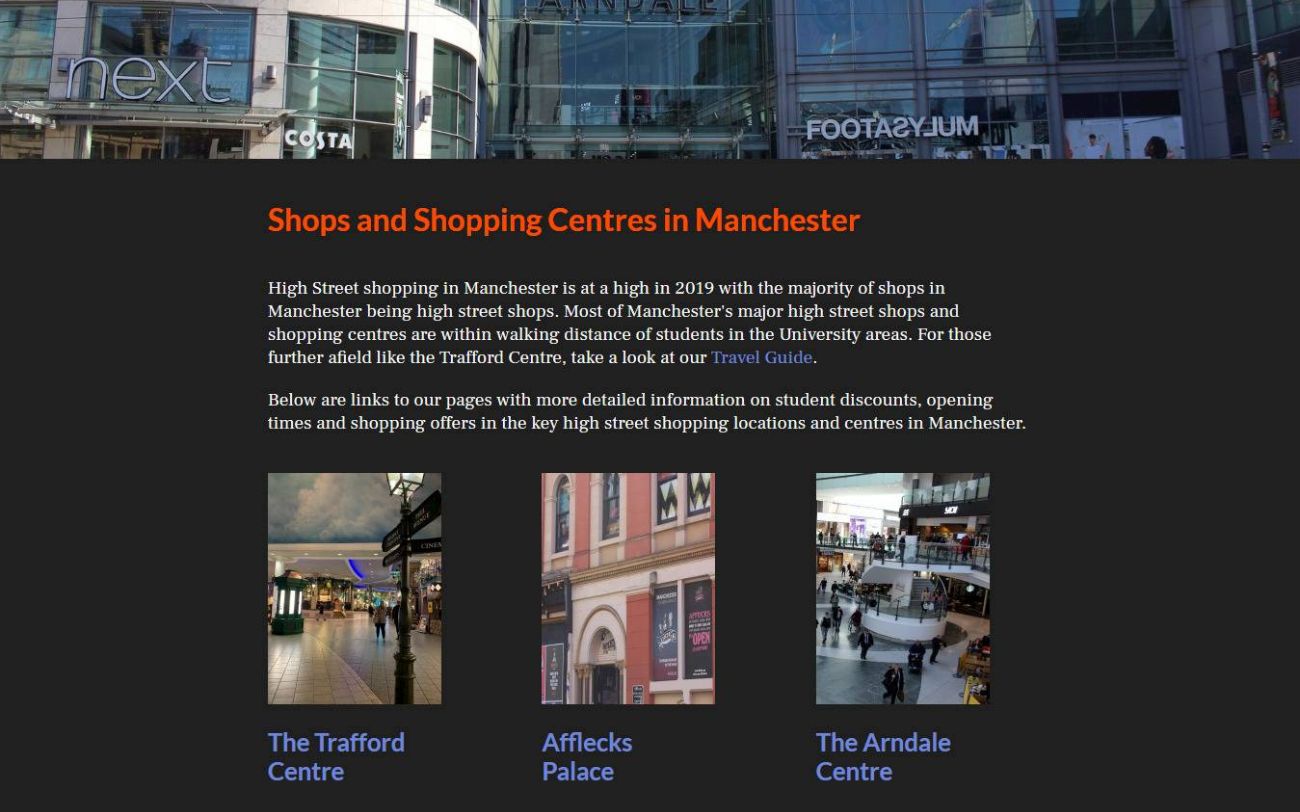 ARNDALE
next
COSTA
FOOTASYLUM
Shops and Shopping Centres in Manchester
High Street shopping in Manchester is at a high in 2019 with the majority of shops in
Manchester being high street shops. Most of Manchester's major high street shops and
shopping centres are within walking distance of students in the University areas. For those
further afield like the Trafford Centre, take a look at our Travel Guide.
Below are links to our pages with more detailed information on student discounts, opening
times and shopping offers in the key high street shopping locations and centres in Manchester.
CINEM
AFFLECKS
OPEN
YO!
The Trafford
Centre
Afflecks
Palace
The Arndale
Centre